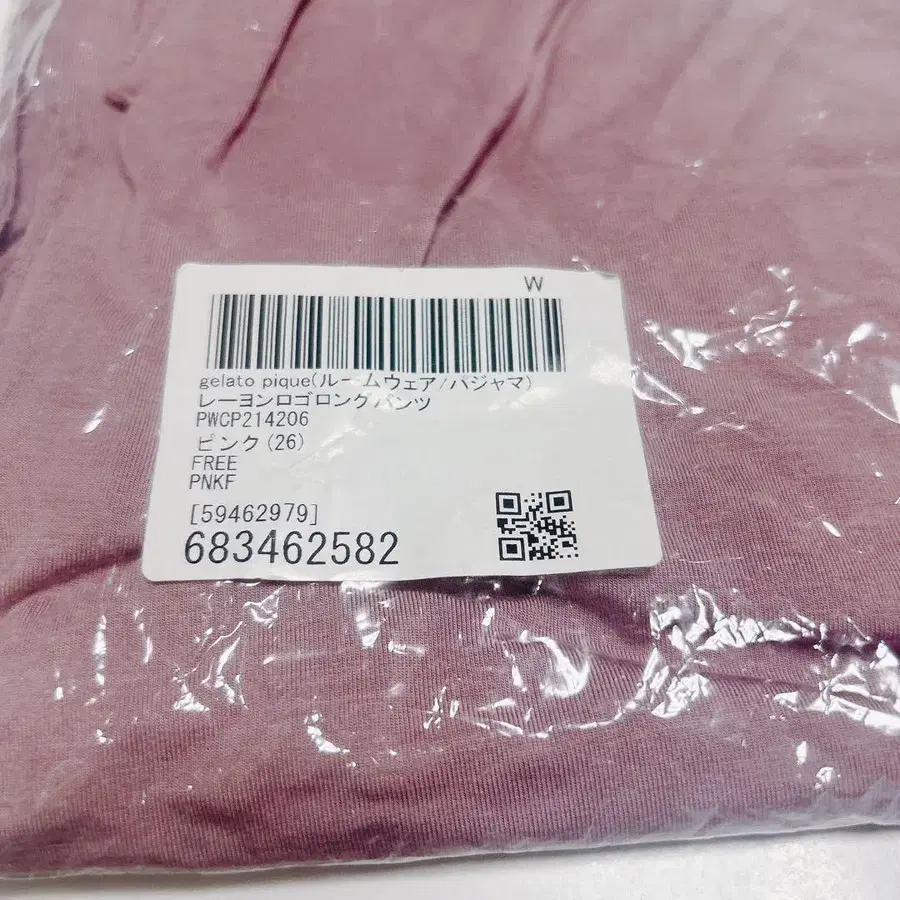 W
gelato pique(ルームウェア/パジャマ)
レーヨンロゴロングパンツ
PWCP214206
ピンク(26)
FREE
PNKF
[59462979]
683462582